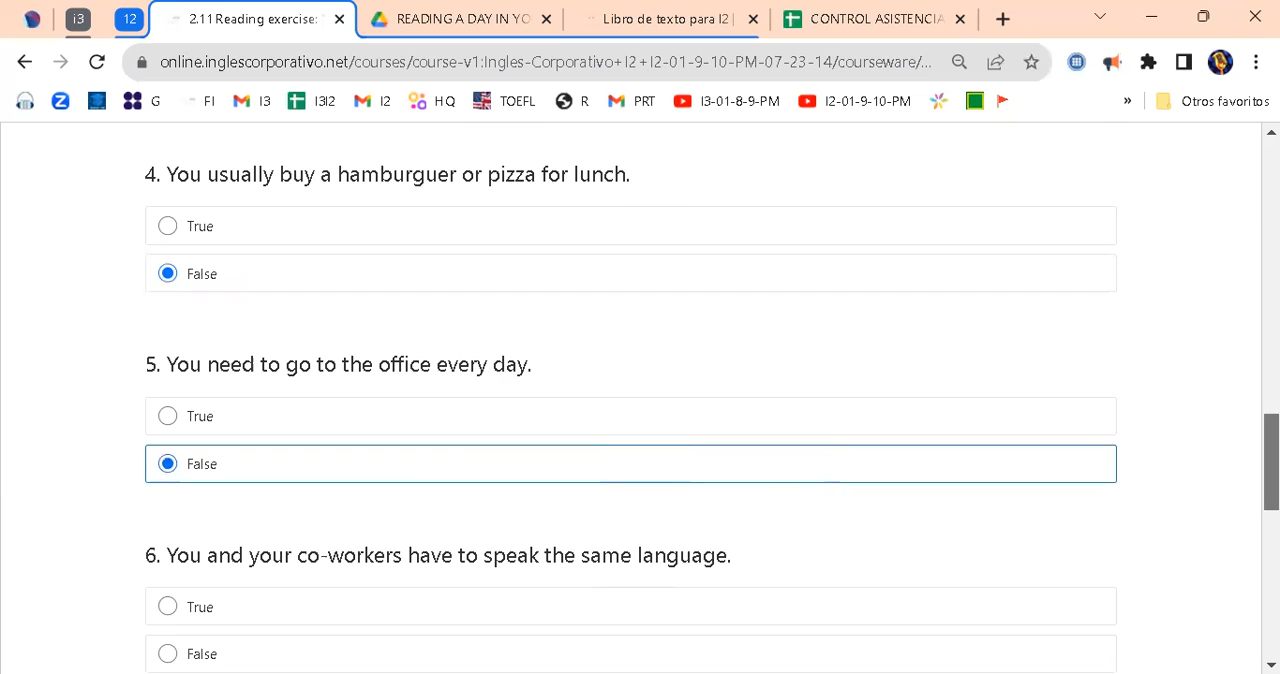 i3
12
2.11 Reading exercise:
READING A DAY IN YO
Libro de texto para I2 |
CONTROL ASISTENCIA
online.inglescorporativo.net/courses/course-v1:Ingles-Corporativo+I2+I2-01-9-10-PM-07-23-14/courseware/...
G
FI
I3
I3I2
I2
HQ
TOEFL
R
PRT
I3-01-8-9-PM
I2-01-9-10-PM
»
Otros favoritos
4. You usually buy a hamburguer or pizza for lunch.
True
False
5. You need to go to the office every day.
True
False
6. You and your co-workers have to speak the same language.
True
False